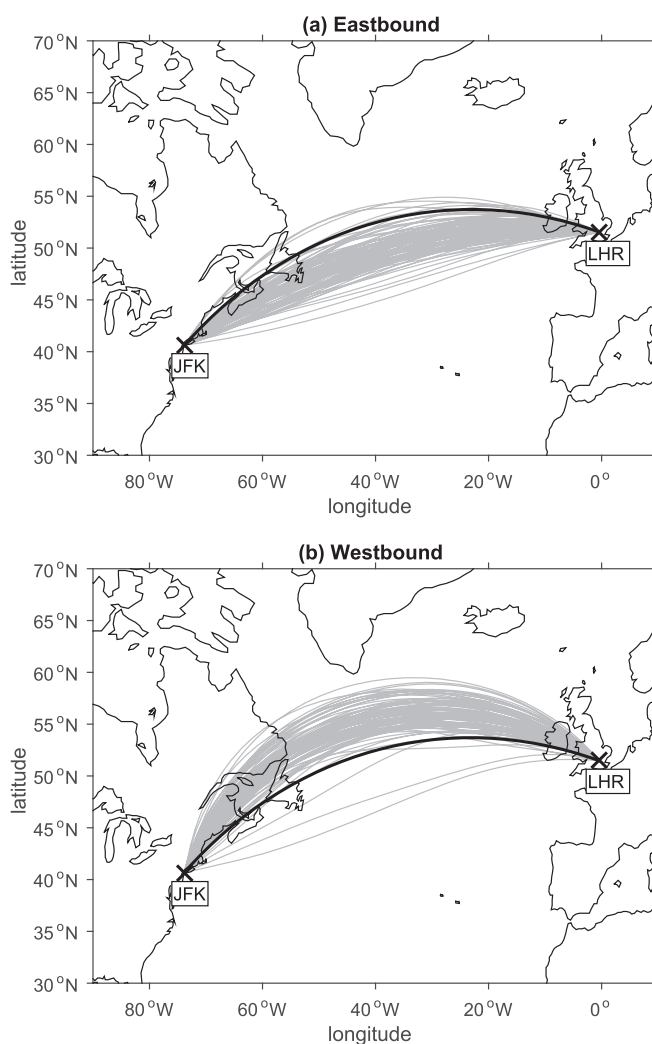 (a) Eastbound
70°N
65°N
60°N
55°N
50°N
45°N
40°N
35°N
30°N
latitude
LHR
JFK
80°W 60°W 40°W 20°W 0°
longitude
(b) Westbound
70°N
65°N
60°N
55°N
50°N
45°N
40°N
35°N
30°N
latitude
LHR
JFK
80°W 60°W 40°W 20°W 0°
longitude